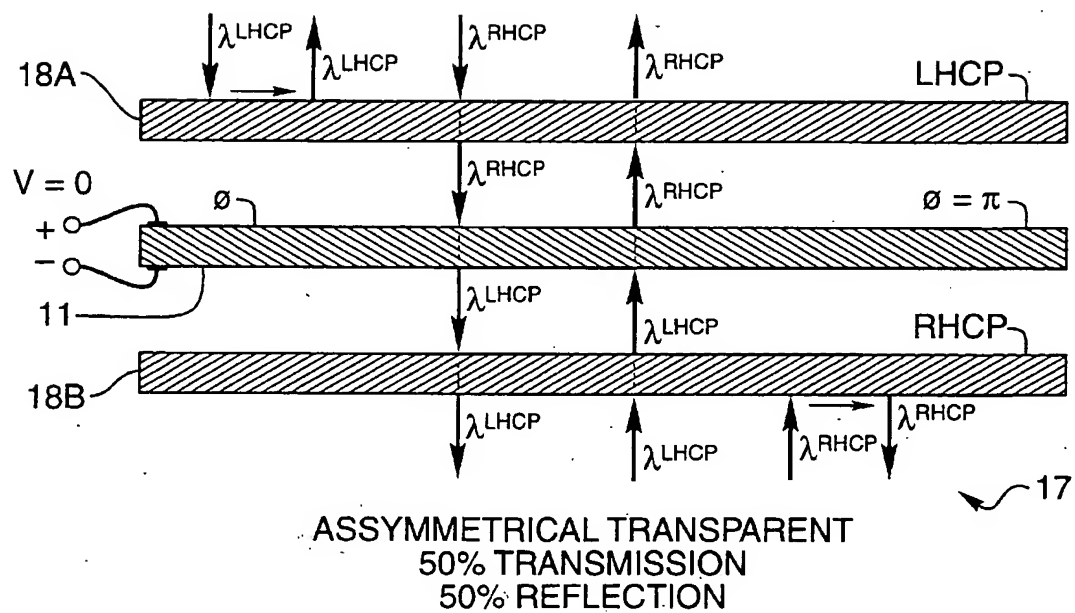 λLHCP λLHCP λRHCP λRHCP
18A LHCP
λRHCP λRHCP
V = 0
ø ø = π
+
−
11
λLHCP λLHCP
RHCP
18B
λLHCP λLHCP λRHCP λRHCP
17
ASSYMMETRICAL TRANSPARENT
50% TRANSMISSION
50% REFLECTION